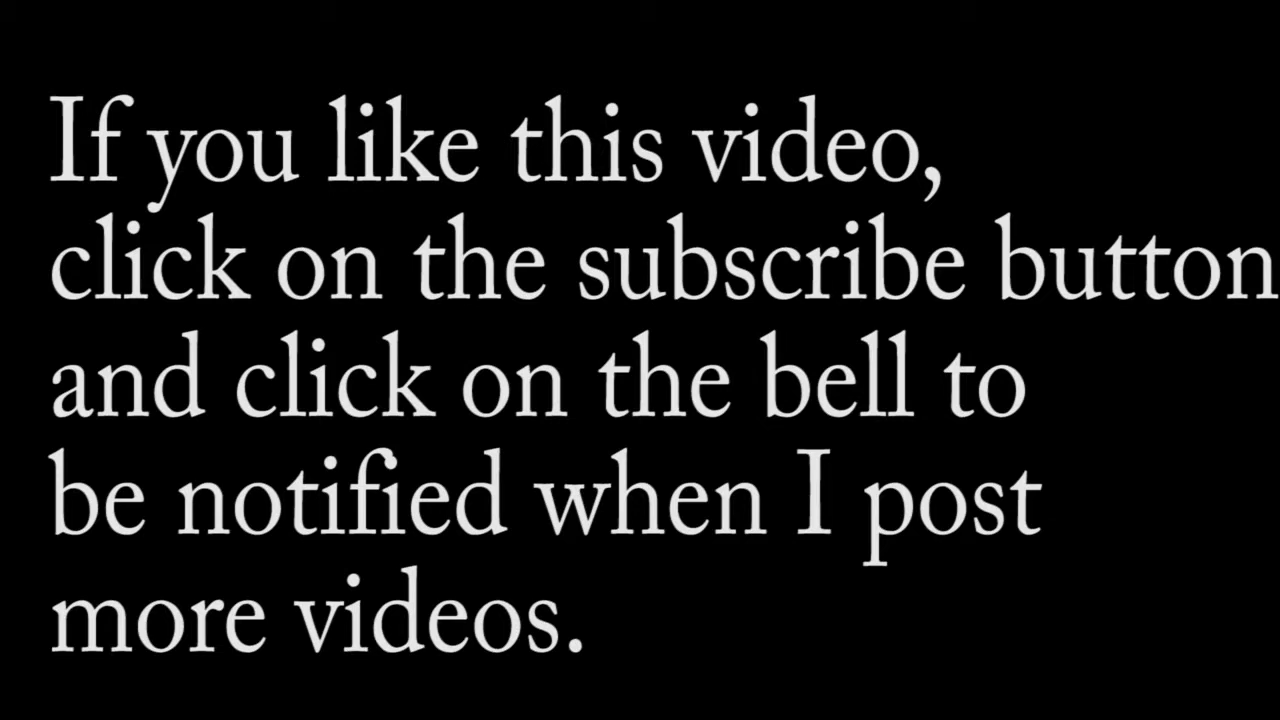 If you like this video,
click on the subscribe button
and click on the bell to
be notified when I post
more videos.